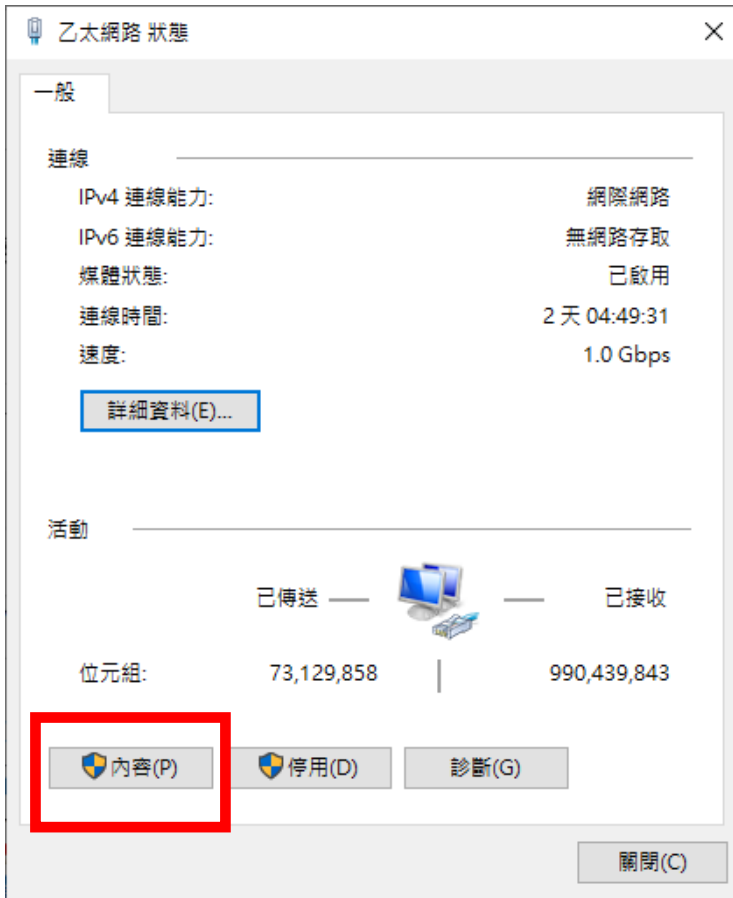 乙太網路 狀態
一般
連線
IPv4 連線能力: 網際網路
IPv6 連線能力: 無網路存取
媒體狀態: 已啟用
連線時間: 2 天 04:49:31
速度: 1.0 Gbps
詳細資料(E)...
活動
已傳送 已接收
位元組: 73,129,858 990,439,843
內容(P) 停用(D) 診斷(G)
關閉(C)